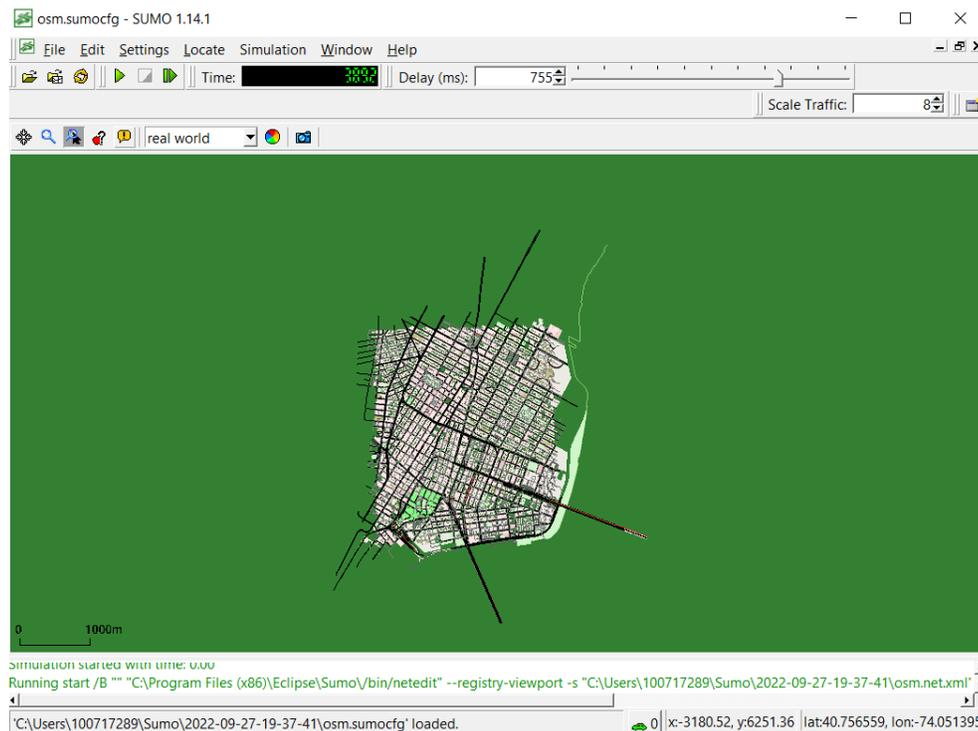 osm.sumocfg - SUMO 1.14.1
File Edit Settings Locate Simulation Window Help
Time: 3892 Delay (ms): 755
Scale Traffic: 8
real world
0 1000m
Simulation started with time: 0.00
Running start /B "" "C:\Program Files (x86)\Eclipse\Sumo\/bin/netedit" --registry-viewport -s "C:\Users\100717289\Sumo\2022-09-27-19-37-41\osm.net.xml"
'C:\Users\100717289\Sumo\2022-09-27-19-37-41\osm.sumocfg' loaded. 0 x:-3180.52, y:6251.36 lat:40.756559, lon:-74.051395